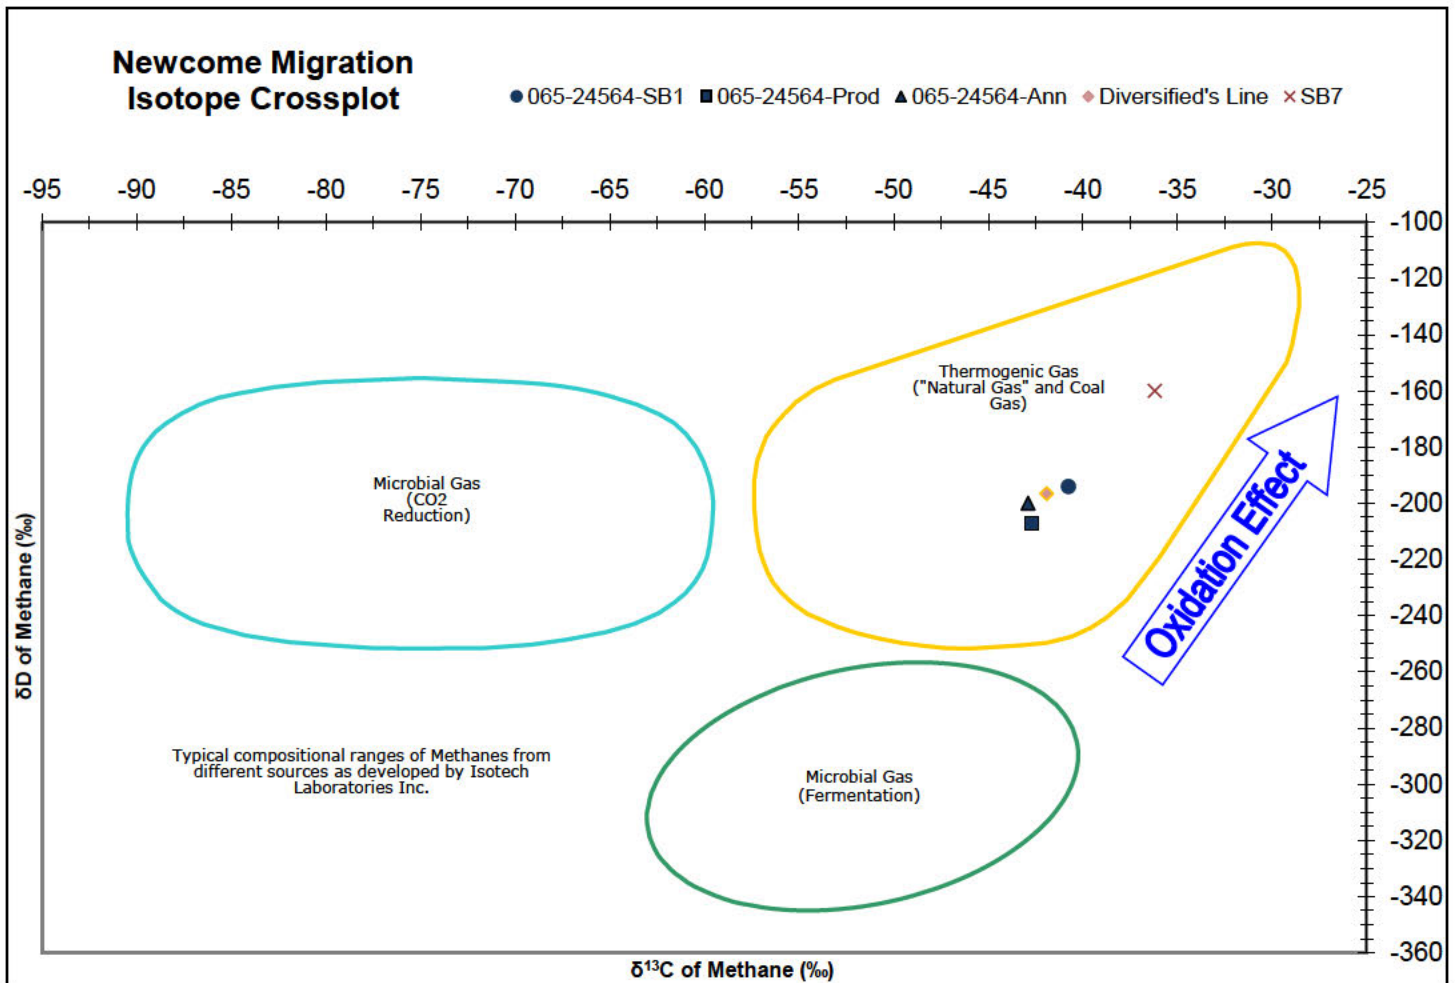 Newcome Migration
Isotope Crossplot
065-24564-SB1 065-24564-Prod 065-24564-Ann Diversified's Line SB7
-95 -90 -85 -80 -75 -70 -65 -60 -55 -50 -45 -40 -35 -30 -25
-100
-120
-140
-160
-180
-200
-220
-240
-260
-280
-300
-320
-340
-360
Thermogenic Gas
("Natural Gas" and Coal
Gas)
Microbial Gas
(CO2
Reduction)
Oxidation Effect
δD of Methane (‰)
Typical compositional ranges of Methanes from
different sources as developed by Isotech
Laboratories Inc.
Microbial Gas
(Fermentation)
δ¹³C of Methane (‰)